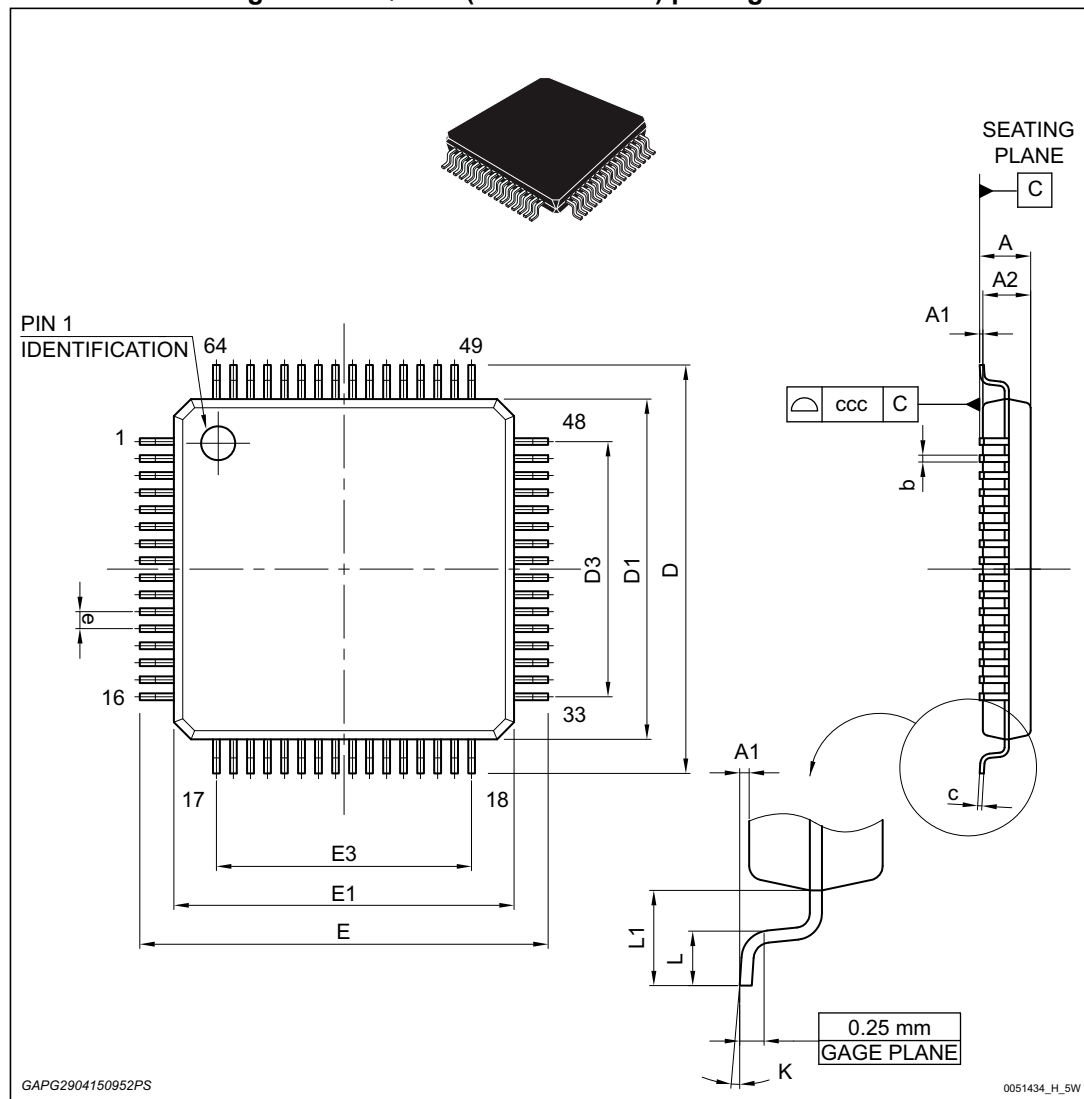 SEATING
PLANE
C
A
A2
A1
PIN 1
IDENTIFICATION
64
49
ccc
C
1
48
b
D3
D1
D
e
16
33
A1
17
18
c
E3
E1
L1
L
E
0.25 mm
GAGE PLANE
K
GAPG2904150952PS
0051434_H_5W